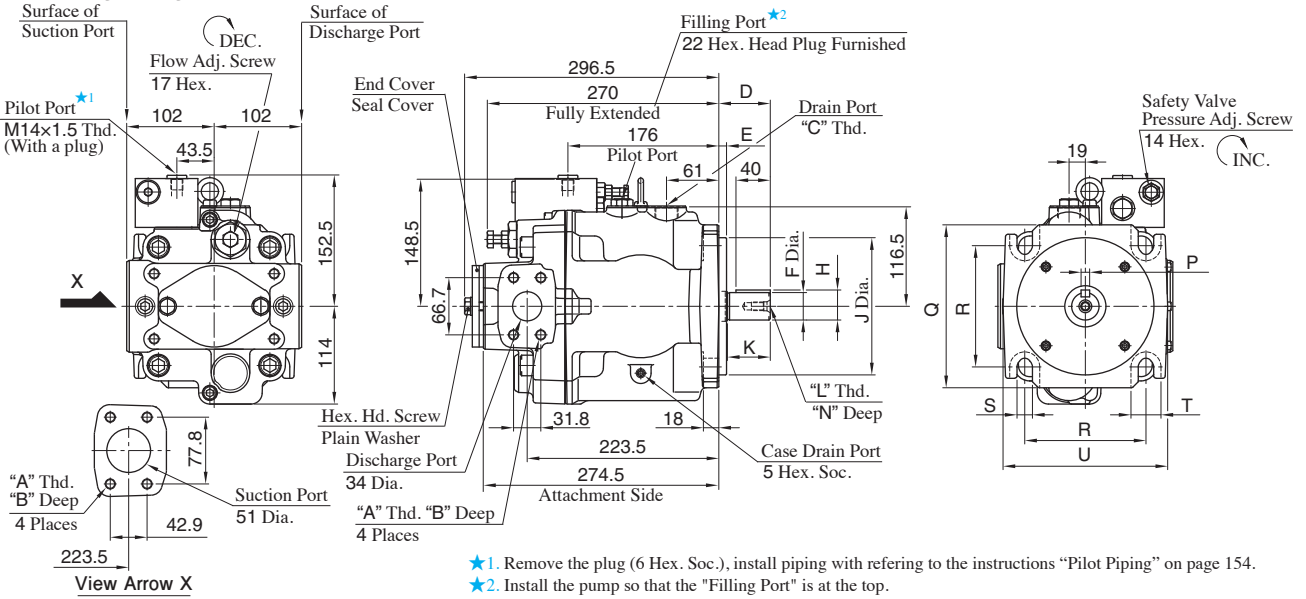 Surface of
Suction Port
DEC.
Flow Adj. Screw
17 Hex.
Surface of
Discharge Port
Pilot Port★1
M14×1.5 Thd.
(With a plug)
102
102
43.5
152.5
114
X
End Cover
Seal Cover
296.5
270
Fully Extended
176
Pilot Port
Filling Port★2
22 Hex. Head Plug Furnished
D
E
Drain Port
"C" Thd.
61
40
148.5
66.7
F Dia.
H
J Dia.
116.5
K
"L" Thd.
"N" Deep
Hex. Hd. Screw
Plain Washer
31.8
18
Discharge Port
34 Dia.
223.5
274.5
Attachment Side
"A" Thd. "B" Deep
4 Places
Case Drain Port
5 Hex. Soc.
Safety Valve
Pressure Adj. Screw
14 Hex.
INC.
19
P
Q
R
S
T
R
U
77.8
"A" Thd.
"B" Deep
4 Places
Suction Port
51 Dia.
42.9
223.5
View Arrow X
★1. Remove the plug (6 Hex. Soc.), install piping with refering to the instructions "Pilot Piping" on page 154.
★2. Install the pump so that the "Filling Port" is at the top.